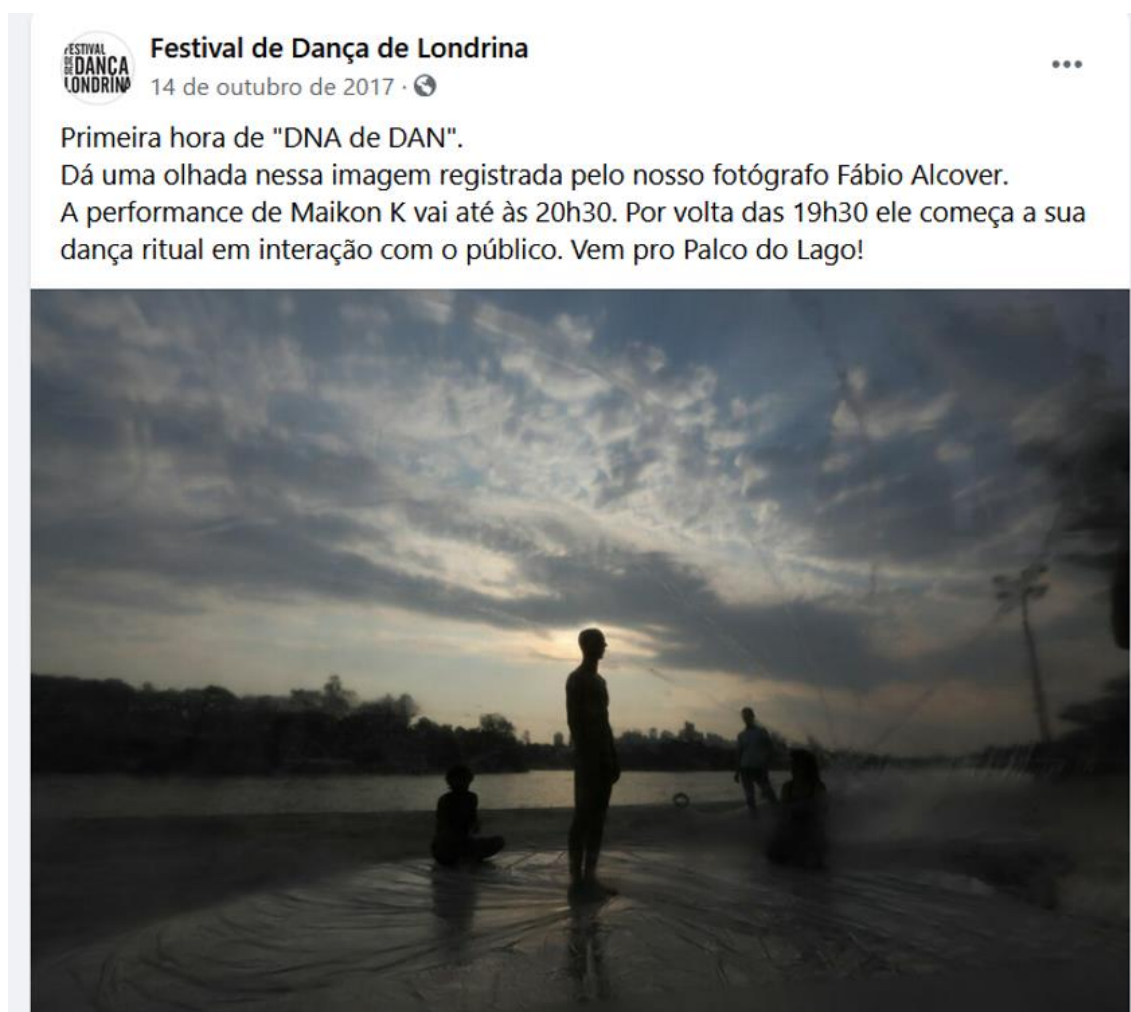 FESTIVAL
DE DANÇA
LONDRINA
Festival de Dança de Londrina
14 de outubro de 2017 ·
Primeira hora de "DNA de DAN".
Dá uma olhada nessa imagem registrada pelo nosso fotógrafo Fábio Alcover.
A performance de Maikon K vai até às 20h30. Por volta das 19h30 ele começa a sua
dança ritual em interação com o público. Vem pro Palco do Lago!